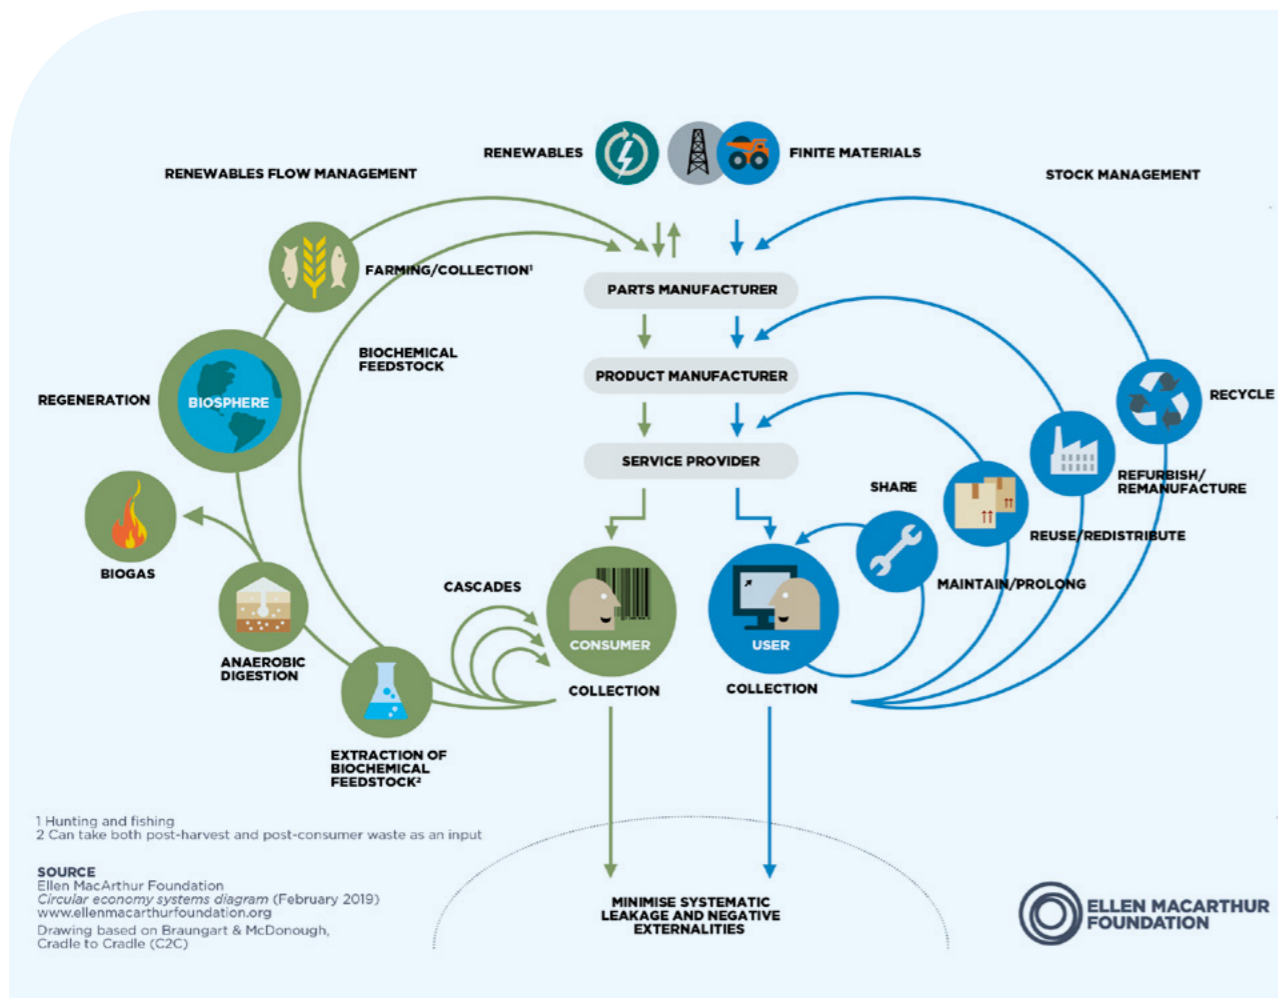 RENEWABLES
FINITE MATERIALS
RENEWABLES FLOW MANAGEMENT
STOCK MANAGEMENT
FARMING/COLLECTION¹
PARTS MANUFACTURER
BIOCHEMICAL
FEEDSTOCK
PRODUCT MANUFACTURER
REGENERATION
BIOSPHERE
RECYCLE
SERVICE PROVIDER
SHARE
REFURBISH/
REMANUFACTURE
REUSE/REDISTRIBUTE
BIOGAS
CASCADES
MAINTAIN/PROLONG
CONSUMER
USER
ANAEROBIC
DIGESTION
COLLECTION
COLLECTION
EXTRACTION OF
BIOCHEMICAL
FEEDSTOCK²
1 Hunting and fishing
2 Can take both post-harvest and post-consumer waste as an input
SOURCE
Ellen MacArthur Foundation
Circular economy systems diagram (February 2019)
www.ellenmacarthurfoundation.org
Drawing based on Braungart & McDonough,
Cradle to Cradle (C2C)
MINIMISE SYSTEMATIC
LEAKAGE AND NEGATIVE
EXTERNALITIES
ELLEN MACARTHUR
FOUNDATION